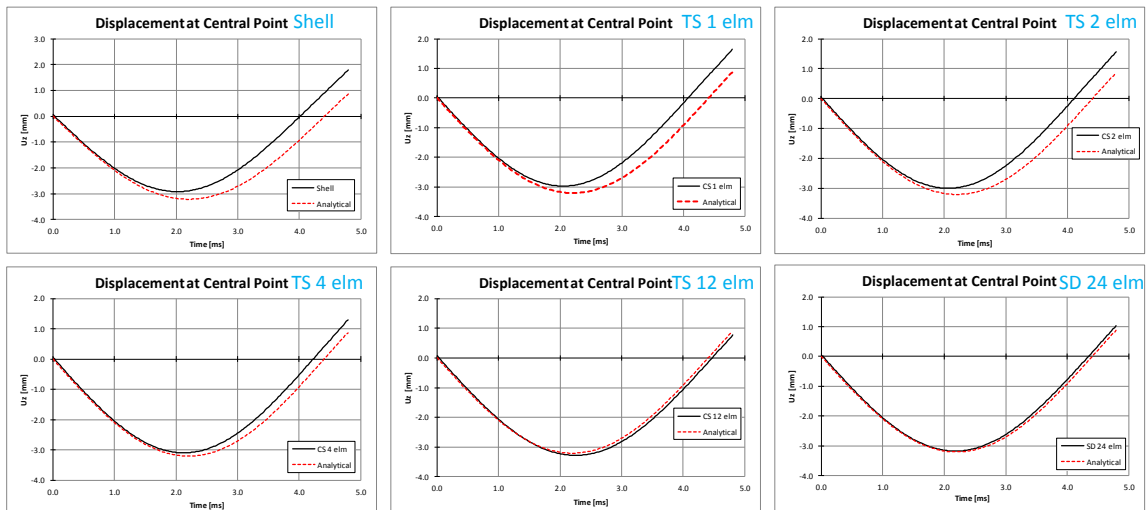 Displacement at Central Point Shell
3.0
2.0
1.0
0.0
-1.0
-2.0
-3.0
-4.0
Uz [mm]
Shell
Analytical
0.0 1.0 2.0 3.0 4.0 5.0
Time [ms]
Displacement at Central Point TS 1 elm
2.0
1.0
0.0
-1.0
-2.0
-3.0
-4.0
Uz [mm]
CS 1 elm
Analytical
0.0 1.0 2.0 3.0 4.0 5.0
Time [ms]
Displacement at Central Point TS 2 elm
2.0
1.0
0.0
-1.0
-2.0
-3.0
-4.0
Uz [mm]
CS 2 elm
Analytical
0.0 1.0 2.0 3.0 4.0 5.0
Time [ms]
Displacement at Central Point TS 4 elm
2.0
1.0
0.0
-1.0
-2.0
-3.0
-4.0
Uz [mm]
CS 4 elm
Analytical
0.0 1.0 2.0 3.0 4.0 5.0
Time [ms]
Displacement at Central Point TS 12 elm
2.0
1.0
0.0
-1.0
-2.0
-3.0
-4.0
Uz [mm]
CS 12 elm
Analytical
0.0 1.0 2.0 3.0 4.0 5.0
Time [ms]
Displacement at Central Point SD 24 elm
2.0
1.0
0.0
-1.0
-2.0
-3.0
-4.0
Uz [mm]
SD 24 elm
Analytical
0.0 1.0 2.0 3.0 4.0 5.0
Time [ms]